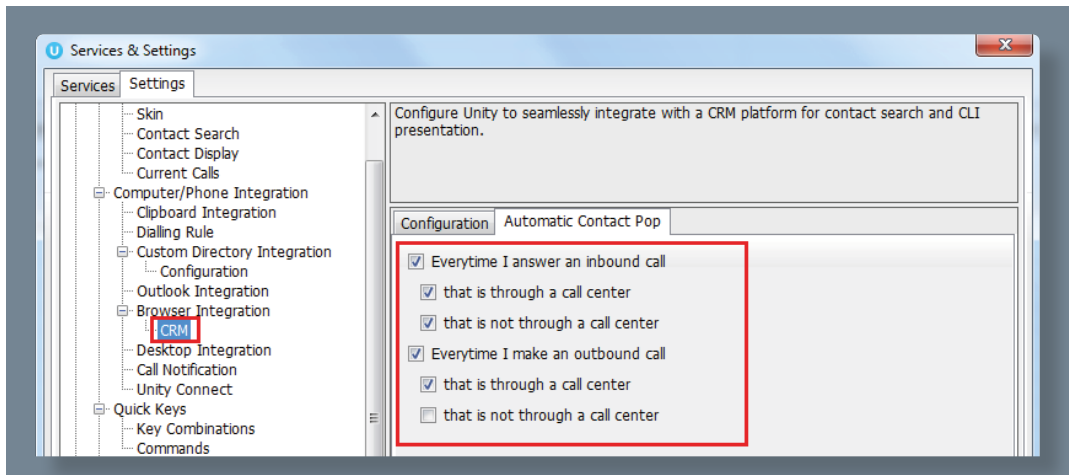 U Services & Settings
X
Services Settings
Skin
Contact Search
Contact Display
Current Calls
Computer/Phone Integration
Clipboard Integration
Dialling Rule
Custom Directory Integration
Configuration
Outlook Integration
Browser Integration
CRM
Desktop Integration
Call Notification
Unity Connect
Quick Keys
Key Combinations
Commands
Configure Unity to seamlessly integrate with a CRM platform for contact search and CLI
presentation.
Configuration Automatic Contact Pop
Everytime I answer an inbound call
that is through a call center
that is not through a call center
Everytime I make an outbound call
that is through a call center
that is not through a call center